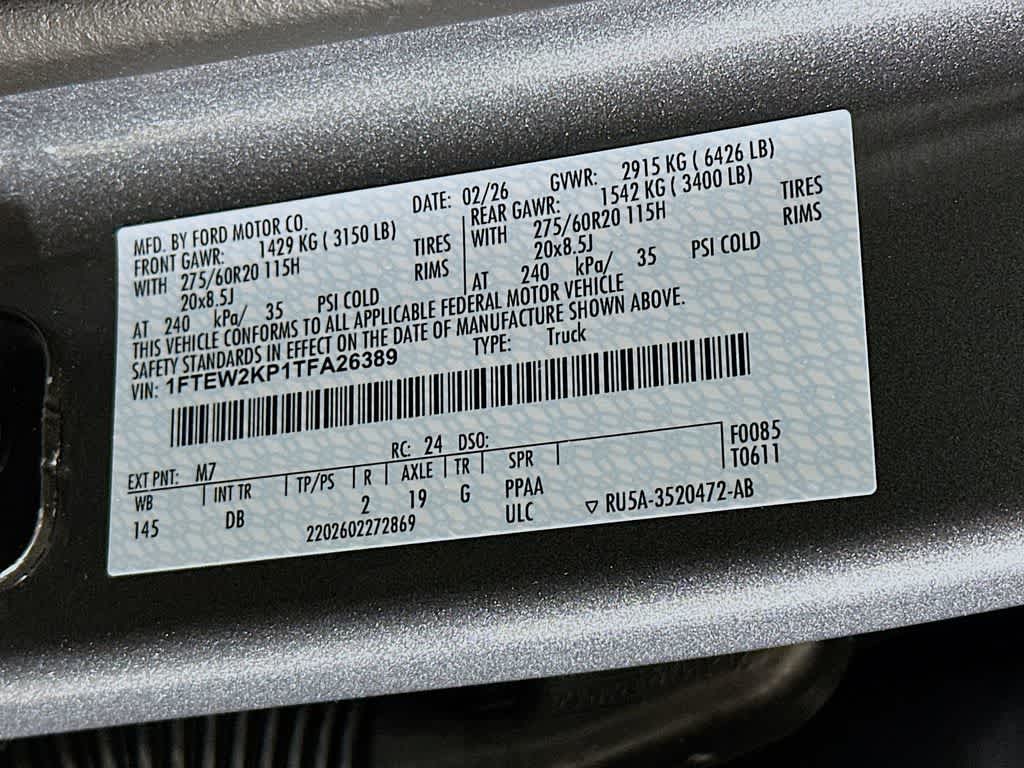 MFD. BY FORD MOTOR CO.
DATE: 02/26 GVWR: 2915 KG ( 6426 LB)
FRONT GAWR: 1429 KG ( 3150 LB)
WITH 275/60R20 115H TIRES
20x8.5J RIMS
AT 240 kPa/ 35 PSI COLD
REAR GAWR: 1542 KG ( 3400 LB)
WITH 275/60R20 115H TIRES
20x8.5J RIMS
AT 240 kPa/ 35 PSI COLD
THIS VEHICLE CONFORMS TO ALL APPLICABLE FEDERAL MOTOR VEHICLE
SAFETY STANDARDS IN EFFECT ON THE DATE OF MANUFACTURE SHOWN ABOVE.
VIN: 1FTEW2KP1TFA26389 TYPE: Truck
EXT PNT: M7 RC: 24 DSO:
WB INT TR TP/PS R AXLE TR SPR F0085
145 DB 2 19 G PPAA T0611
2202602272869 ULC ▽ RU5A-3520472-AB